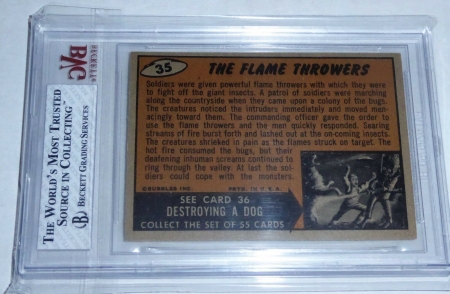 35
THE FLAME THROWERS
Soldiers were given powerful flame throwers with which they were
to fight off the giant insects. A patrol of soldiers were marching
along the countryside when they came upon a colony of the bugs.
The creatures noticed the intruders immediately and moved men-
acingly toward them. The commanding officer gave the order to
use the flame throwers and the men quickly responded. Searing
streams of fire burst forth and lashed out at the on-coming insects.
The creatures shrieked in pain as the flames struck on target. The
hot fire consumed the bugs, but their
deafening inhuman screams continued to
ring through the valley. At last the sol-
diers could cope with the monsters.
©BUBBLES INC. PRTD. IN U.S.A.
SEE CARD 36
DESTROYING A DOG
COLLECT THE SET OF 55 CARDS
BVG
BECKETT
THE WORLD'S MOST TRUSTED
SOURCE IN COLLECTING™
B BECKETT GRADING SERVICES